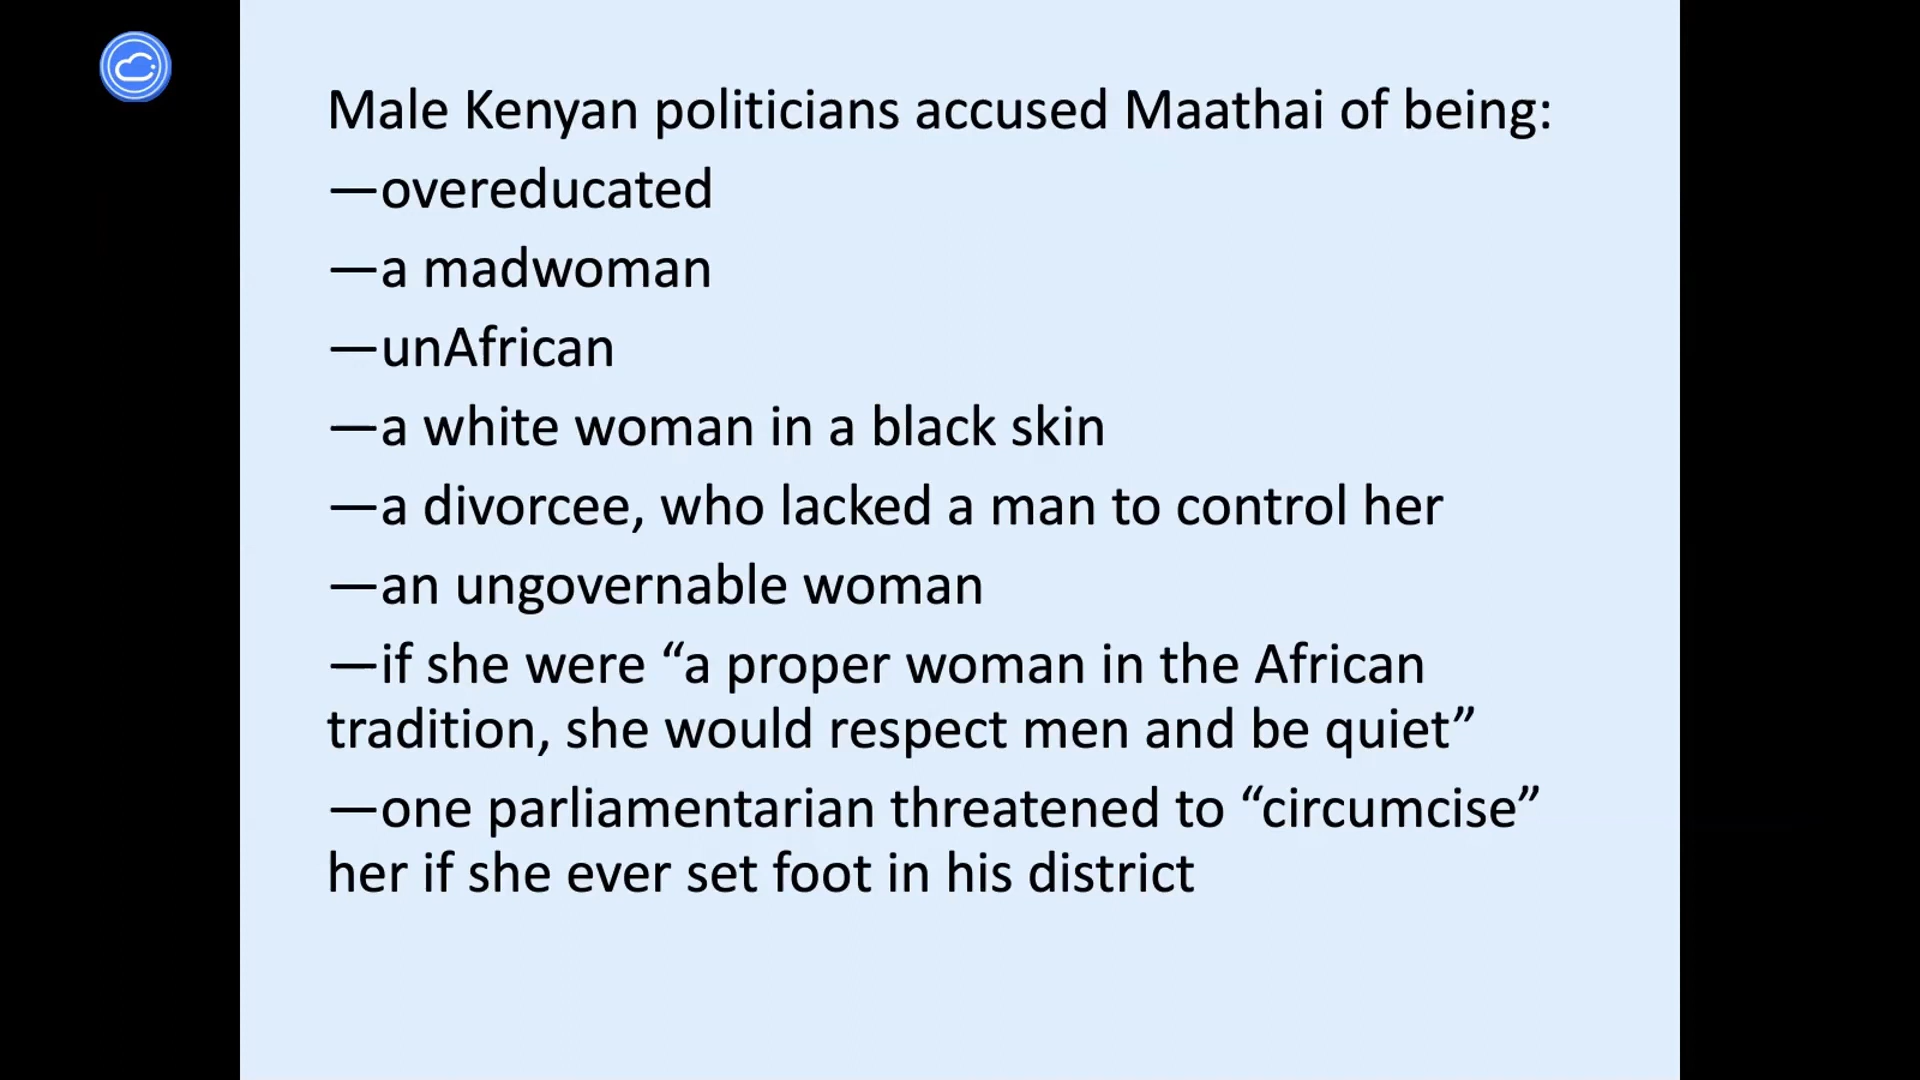 Male Kenyan politicians accused Maathai of being:
—overeducated
—a madwoman
—unAfrican
—a white woman in a black skin
—a divorcee, who lacked a man to control her
—an ungovernable woman
—if she were “a proper woman in the African
tradition, she would respect men and be quiet”
—one parliamentarian threatened to “circumcise”
her if she ever set foot in his district